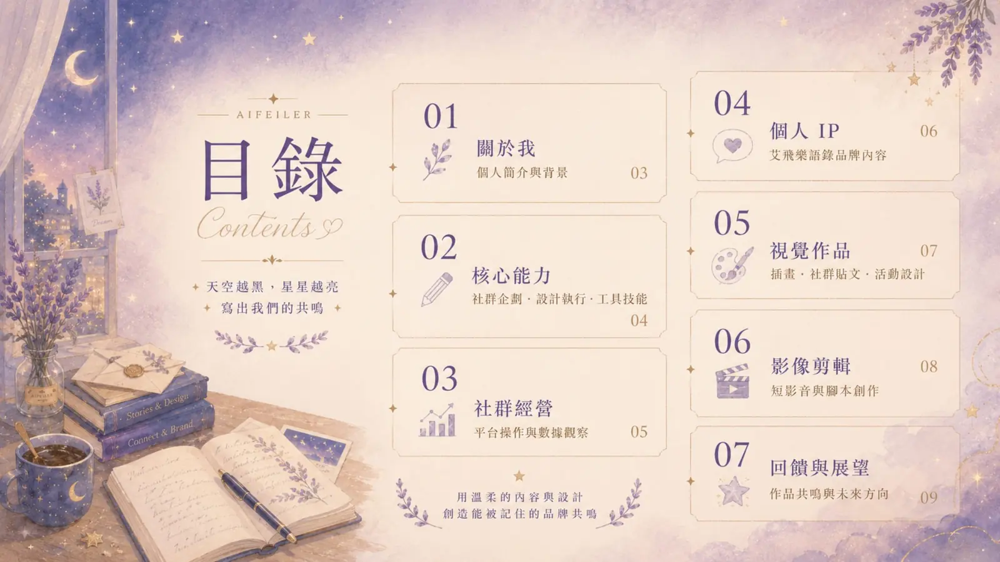 AIFEILER
目錄
Contents
天空越黑，星星越亮
寫出我們的共鳴
Dream
AIFEILER
Stories & Design
Connect & Brand
01
關於我
個人簡介與背景
03
02
核心能力
社群企劃・設計執行・工具技能
04
03
社群經營
平台操作與數據觀察
05
用溫柔的內容與設計
創造能被記住的品牌共鳴
04
個人 IP
06
艾飛樂語錄品牌內容
05
視覺作品
07
插畫・社群貼文・活動設計
06
影像剪輯
08
短影音與腳本創作
07
回饋與展望
作品共鳴與未來方向
09